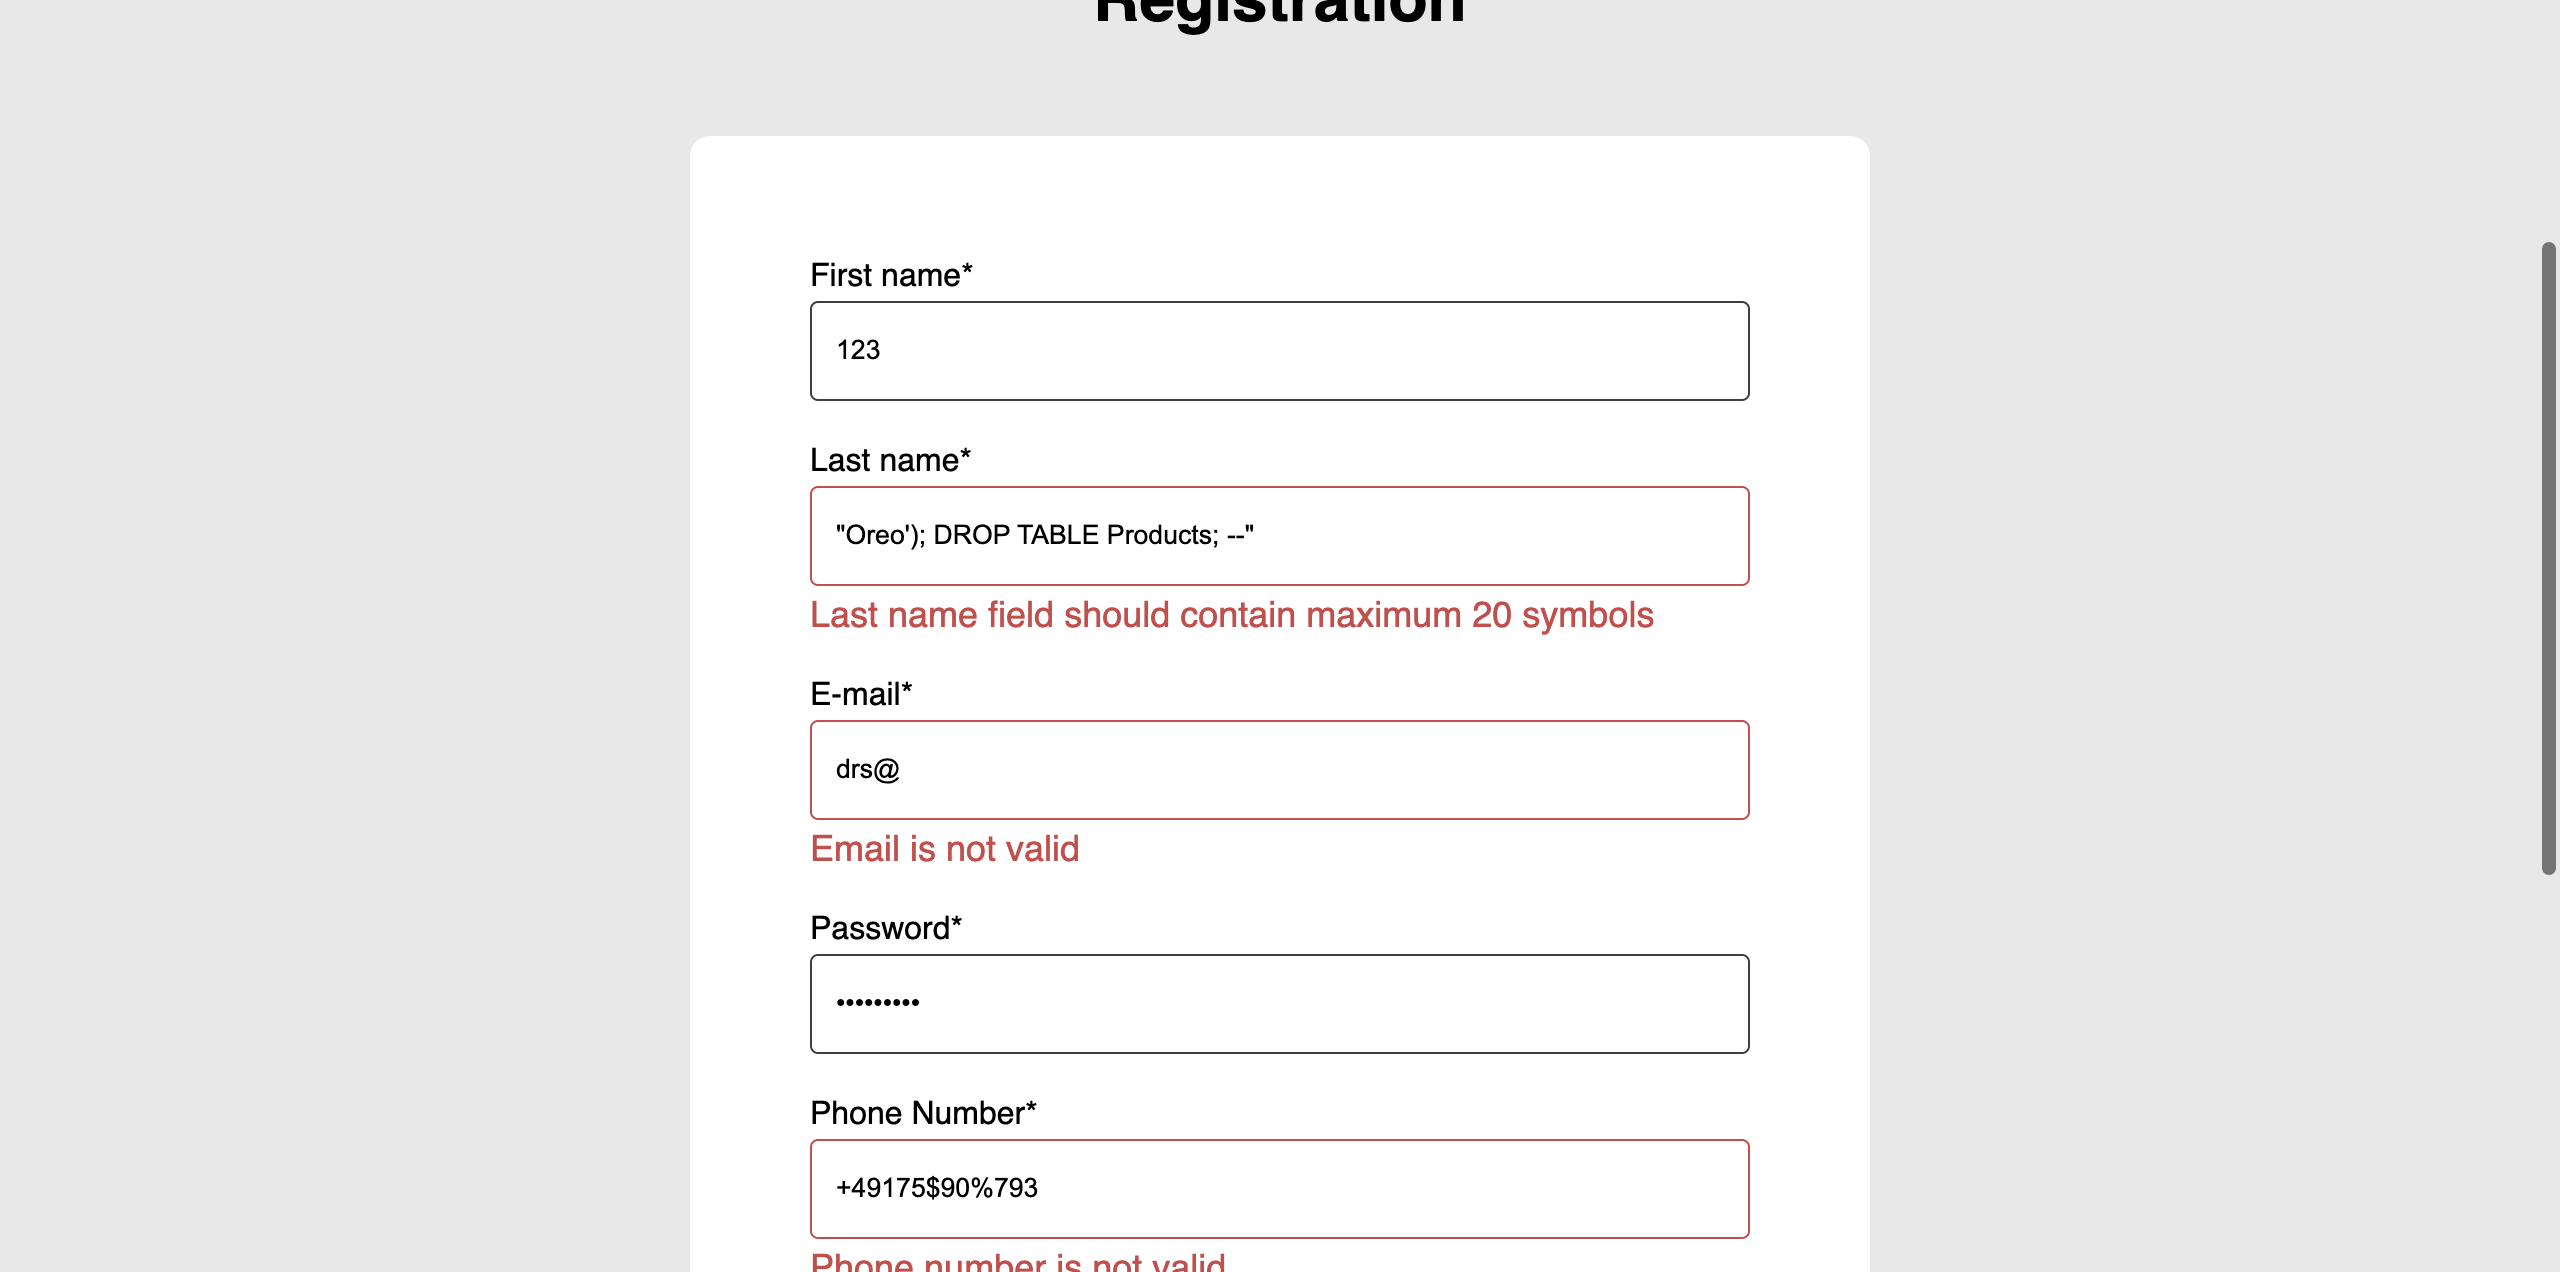 Registration
First name*
123
Last name*
"Oreo'); DROP TABLE Products; --"
Last name field should contain maximum 20 symbols
E-mail*
drs@
Email is not valid
Password*
•••••••••
Phone Number*
+49175$90%793
Phone number is not valid